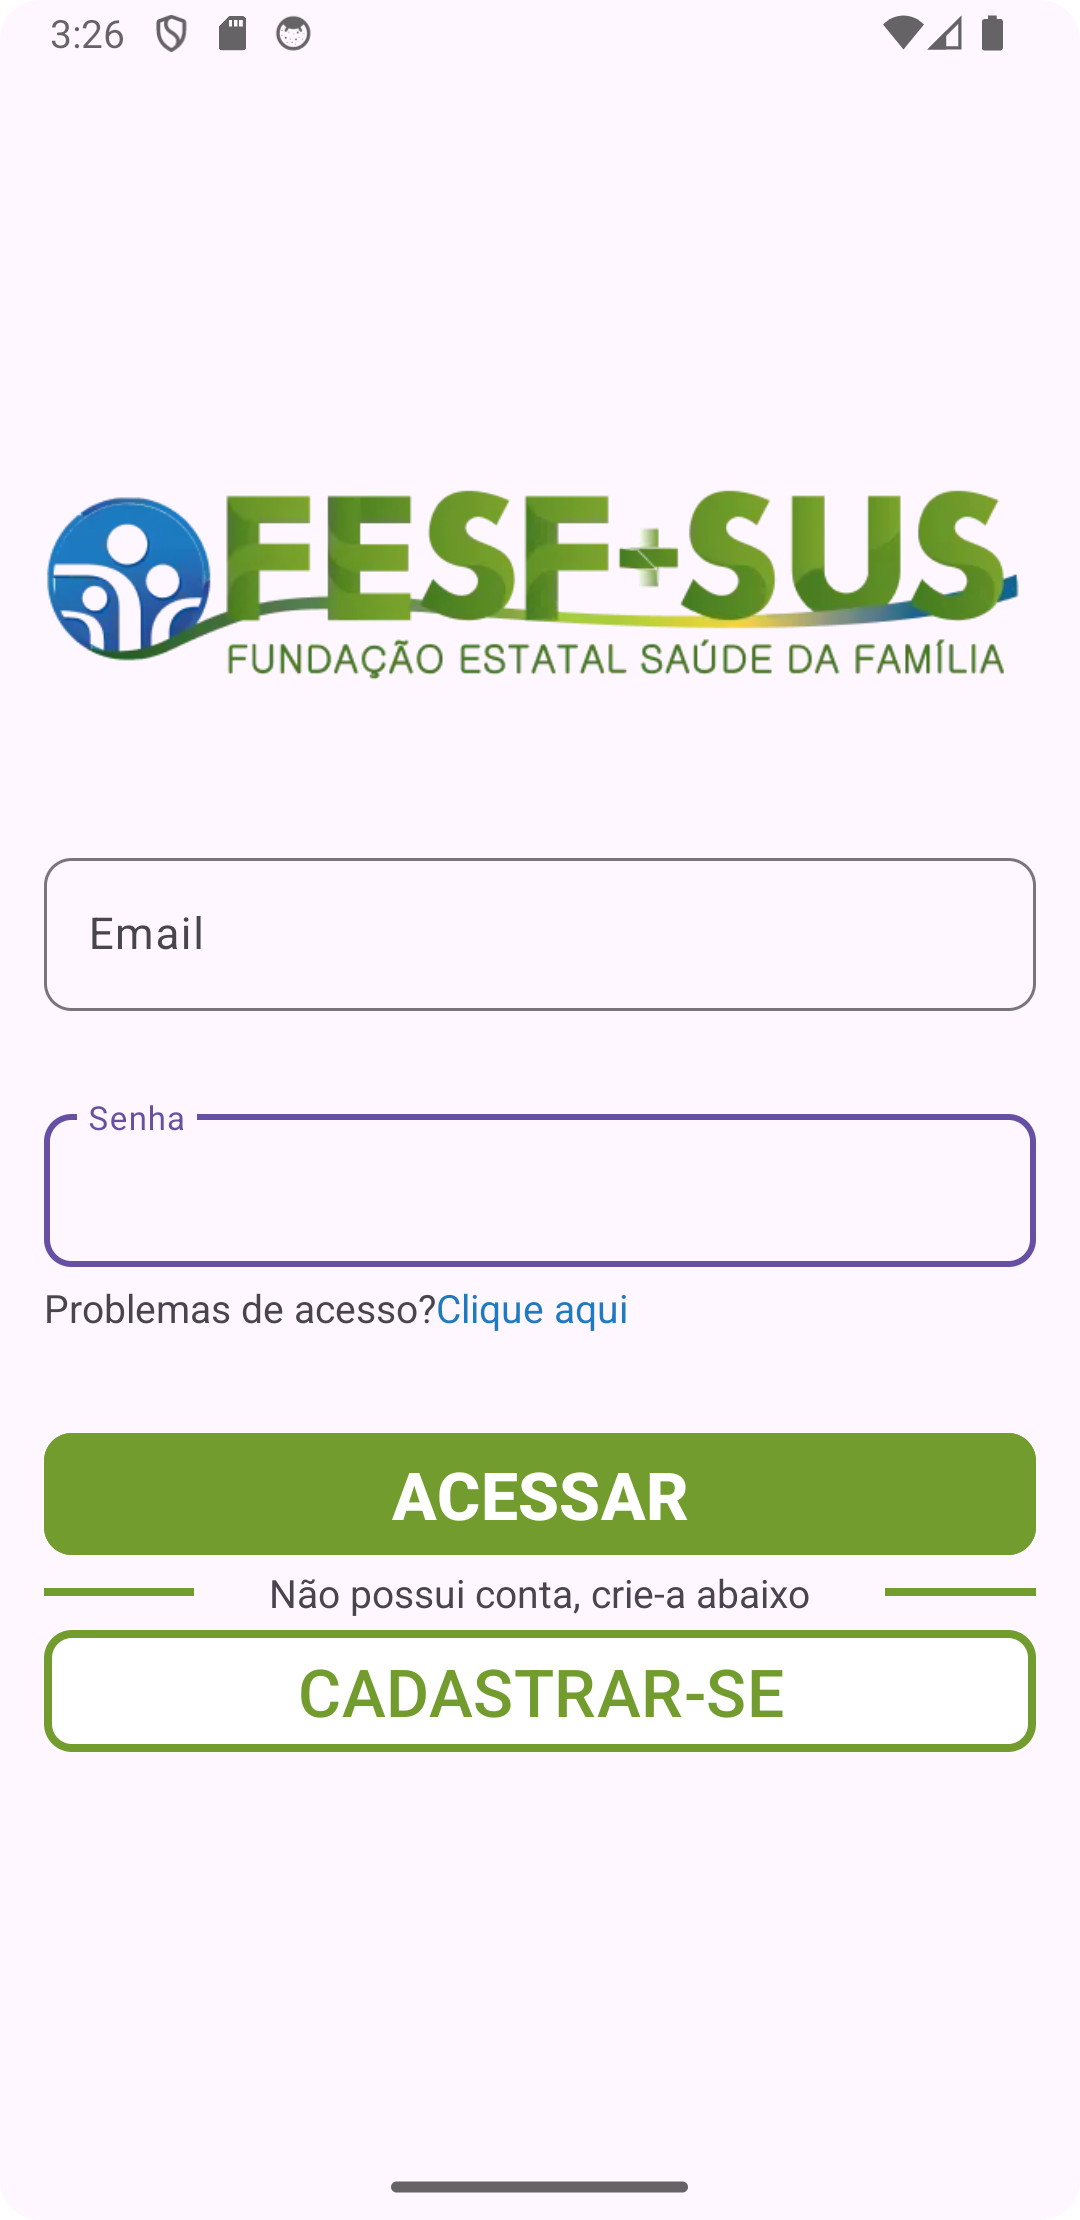 3:26
FESF+SUS
FUNDAÇÃO ESTATAL SAÚDE DA FAMÍLIA
Email
Senha
Problemas de acesso?Clique aqui
ACESSAR
Não possui conta, crie-a abaixo
CADASTRAR-SE